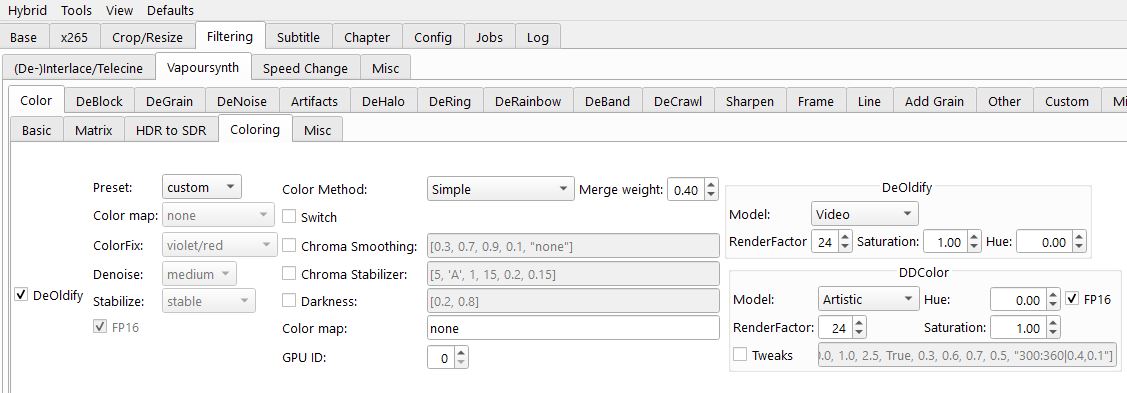 Hybrid Tools View Defaults
Base x265 Crop/Resize Filtering Subtitle Chapter Config Jobs Log
(De-)Interlace/Telecine Vapoursynth Speed Change Misc
Color DeBlock DeGrain DeNoise Artifacts DeHalo DeRing DeRainbow DeBand DeCrawl Sharpen Frame Line Add Grain Other Custom Mi
Basic Matrix HDR to SDR Coloring Misc
DeOldify
Preset: custom
Color map: none
ColorFix: violet/red
Denoise: medium
Stabilize: stable
FP16
Color Method: Simple Merge weight: 0.40
Switch
Chroma Smoothing: [0.3, 0.7, 0.9, 0.1, "none"]
Chroma Stabilizer: [5, 'A', 1, 15, 0.2, 0.15]
Darkness: [0.2, 0.8]
Color map: none
GPU ID: 0
DeOldify
Model: Video
RenderFactor 24 Saturation: 1.00 Hue: 0.00
DDColor
Model: Artistic Hue: 0.00 FP16
RenderFactor: 24 Saturation: 1.00
Tweaks 0.0, 1.0, 2.5, True, 0.3, 0.6, 0.7, 0.5, "300:360|0.4,0.1"]